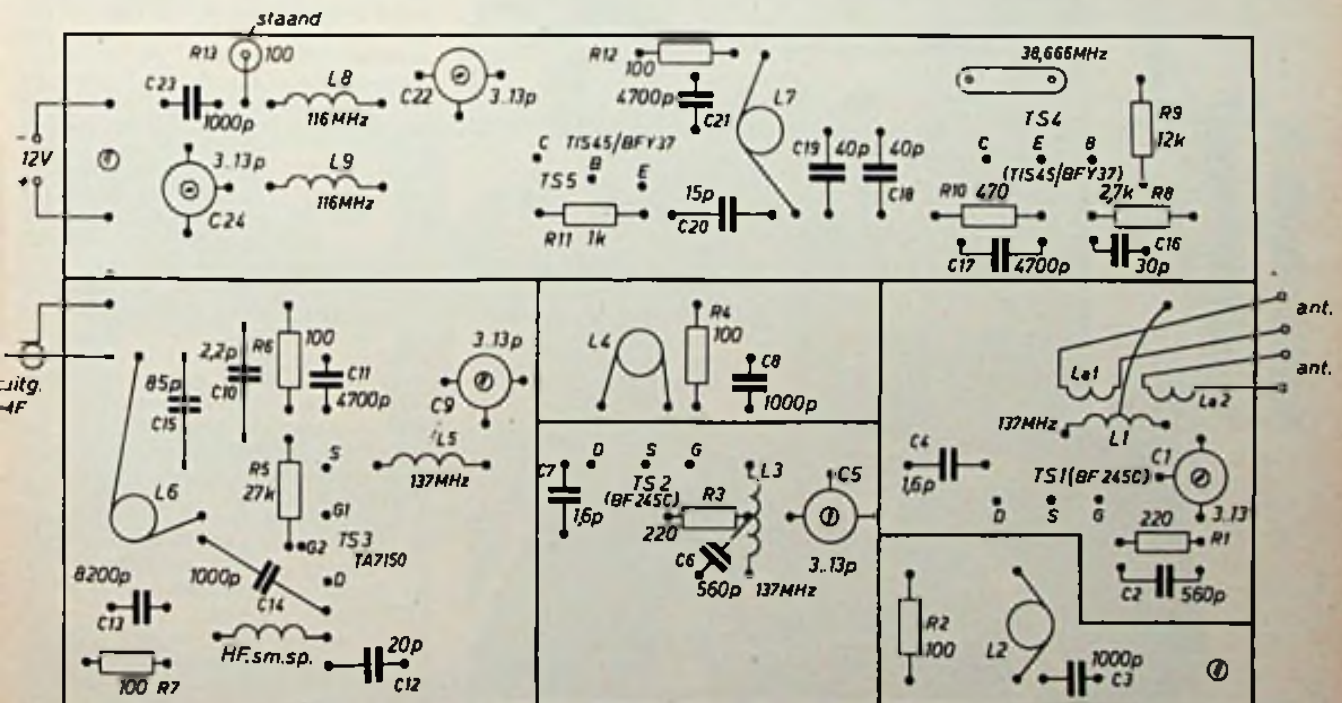 staand
R13
100
C23
1000p
L8
116MHz
C22
3..13p
R12
100
4700p
C21
L7
38,666MHz
TS4
R9
12k
- 12V +
3..13p
C24
L9
116MHz
C
TIS45/BFY37
B
TS5
E
C19
40p
40p
C18
C
E
B
(TIS45/BFY37)
R11
1k
15p
C20
R10
470
2,7k
R8
C17
4700p
C16
30p
ant.
ant.
uitg.
4F
85p
C15
2,2p
C10
R6
100
C11
4700p
3..13p
C9
L4
R4
100
C8
1000p
La1
La2
137MHz
L1
L6
R5
27k
S
G1
G2
TS3
TA7150
D
L5
137MHz
C7
1,6p
D
S
G
TS2
(BF245C)
R3
220
C6
560p
L3
137MHz
C5
3..13p
C4
1,6p
TS1(BF245C)
D
S
G
C1
3..13
220
R1
C2
560p
8200p
C13
1000p
C14
HF.sm.sp.
100
R7
20p
C12
R2
100
L2
1000p
C3